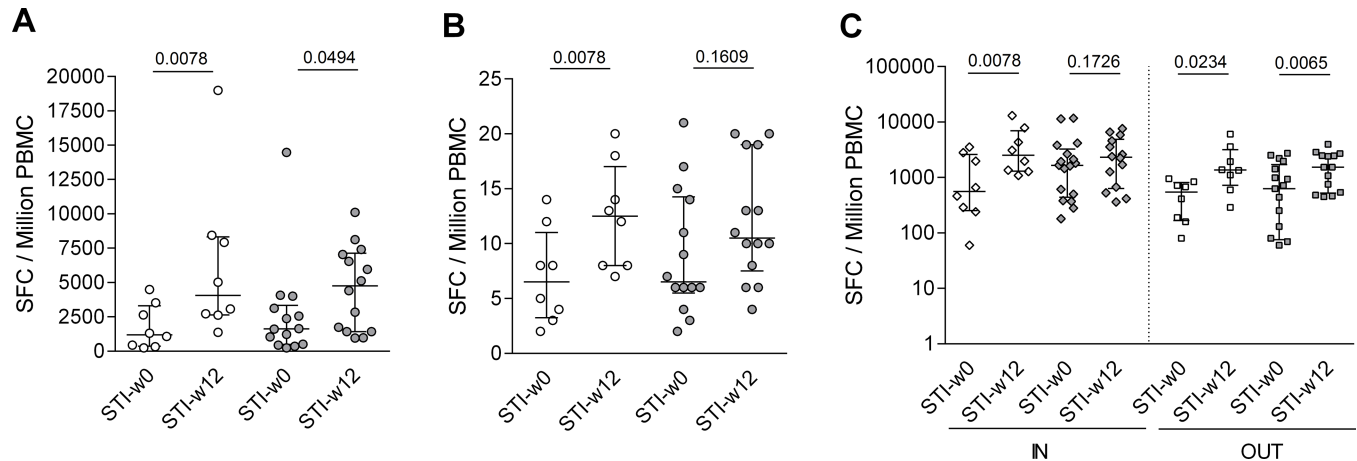 A
0.0078
0.0494
20000
17500
15000
12500
10000
7500
5000
2500
0
SFC / Million PBMC
STI-w0
STI-w12
STI-w0
STI-w12
B
0.0078
0.1609
25
20
15
10
5
0
SFC / Million PBMC
STI-w0
STI-w12
STI-w0
STI-w12
C
0.0078
0.1726
0.0234
0.0065
100000
10000
1000
100
10
1
SFC / Million PBMC
STI-w0
STI-w12
STI-w0
STI-w12
STI-w0
STI-w12
STI-w0
STI-w12
IN
OUT